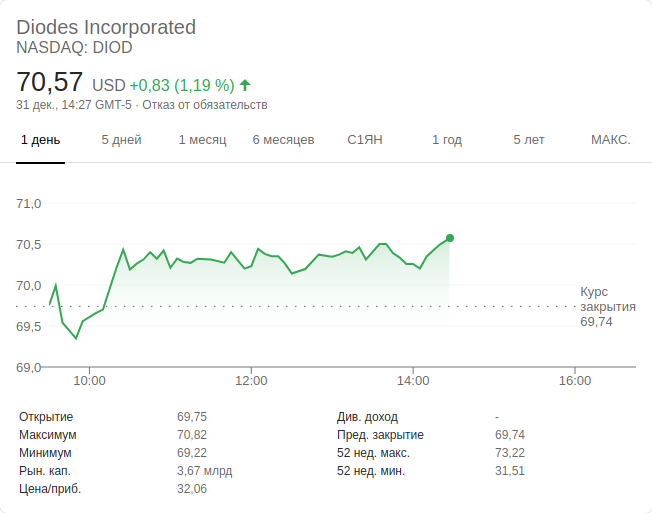 Diodes Incorporated
NASDAQ: DIOD
70,57 USD +0,83 (1,19 %)
31 дек., 14:27 GMT-5 · Отказ от обязательств
1 день 5 дней 1 месяц 6 месяцев С1ЯН 1 год 5 лет МАКС.
71,0
70,5
70,0
69,5
69,0
Курс
закрытия
69,74
10:00 12:00 14:00 16:00
Открытие 69,75 Див. доход -
Максимум 70,82 Пред. закрытие 69,74
Минимум 69,22 52 нед. макс. 73,22
Рын. кап. 3,67 млрд 52 нед. мин. 31,51
Цена/приб. 32,06